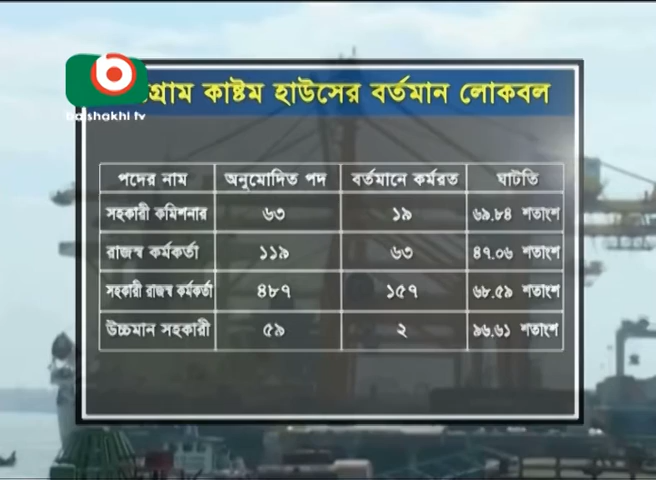 baishakhi tv
গ্রাম কাষ্টম হাউসের বর্তমান লোকবল
পদের নাম অনুমোদিত পদ বর্তমানে কর্মরত ঘাটতি
সহকারী কমিশনার ৬৩ ১৯ ৬৯.৮৪ শতাংশ
রাজস্ব কর্মকর্তা ১১৯ ৬৩ ৪৭.০৬ শতাংশ
সহকারী রাজস্ব কর্মকর্তা ৪৮৭ ১৫৭ ৬৮.৫৯ শতাংশ
উচ্চমান সহকারী ৫৯ ২ ৯৬.৬১ শতাংশ